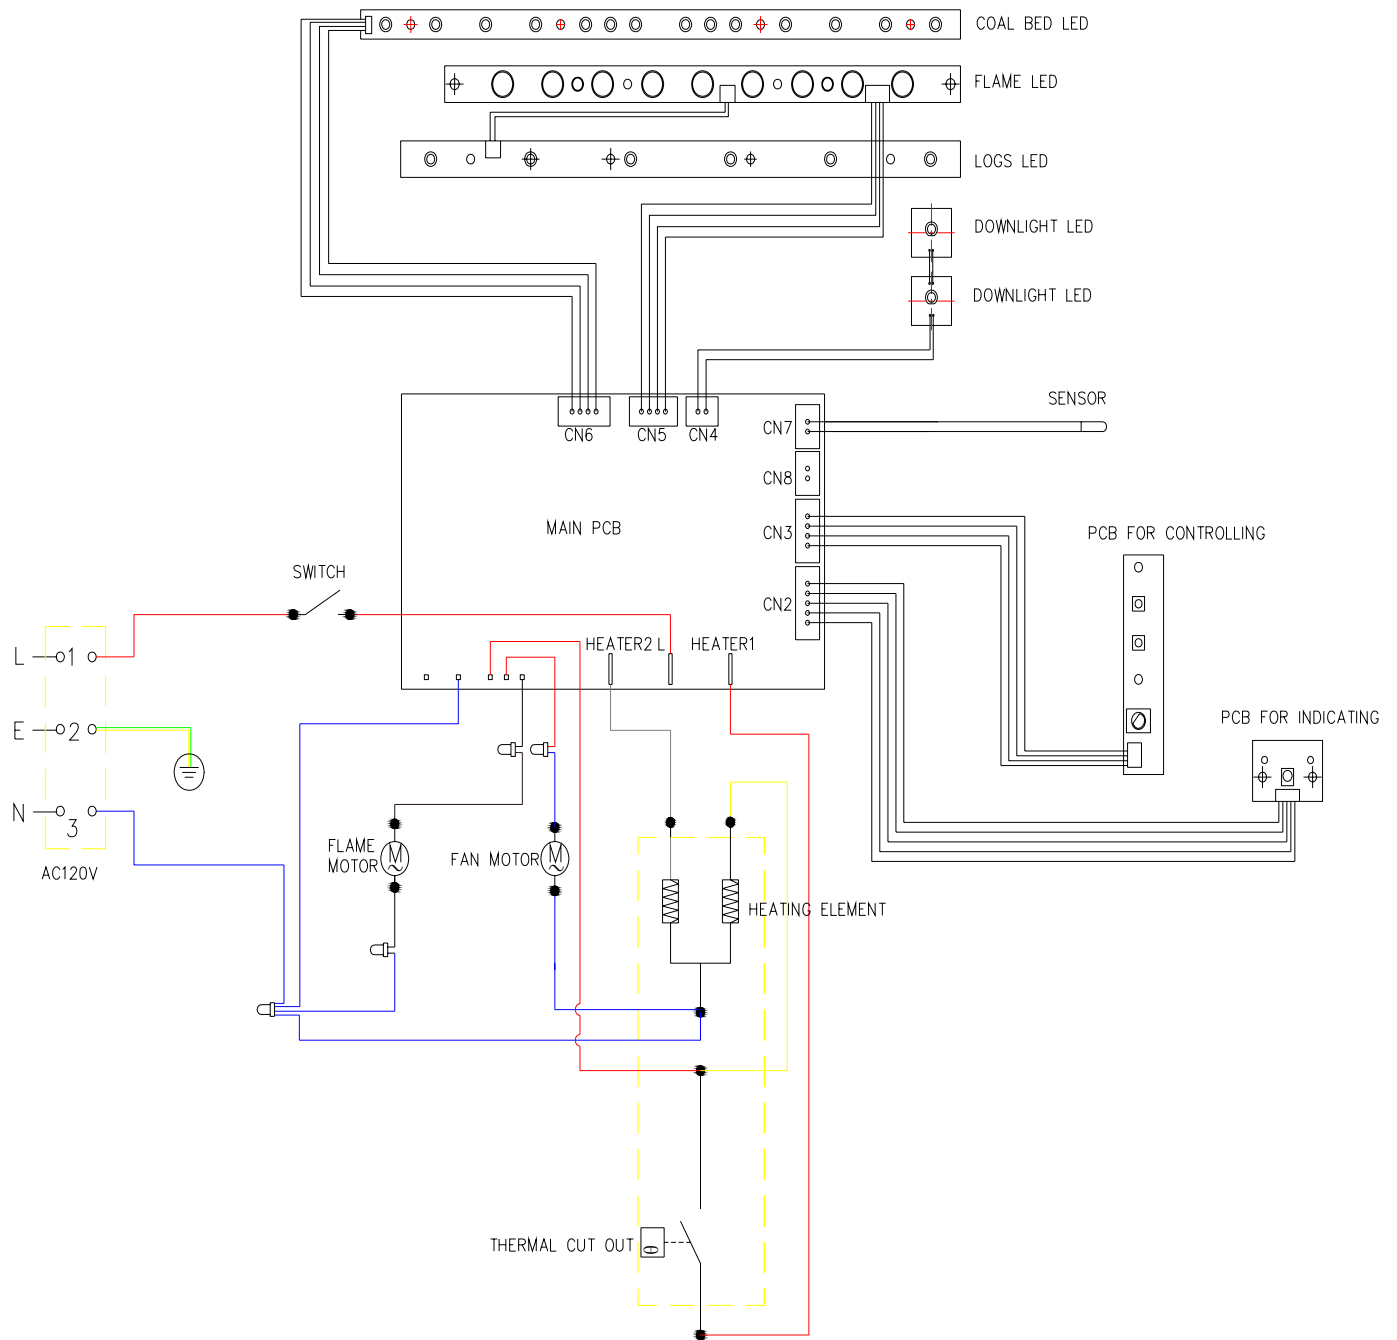 COAL BED LED
FLAME LED
LOGS LED
DOWNLIGHT LED
DOWNLIGHT LED
SENSOR
CN6
CN5
CN4
CN7
CN8
MAIN PCB
CN3
PCB FOR CONTROLLING
SWITCH
CN2
HEATER2 L
HEATER1
L
1
PCB FOR INDICATING
E
2
N
3
FLAME
MOTOR
M
FAN MOTOR
M
AC120V
HEATING ELEMENT
THERMAL CUT OUT